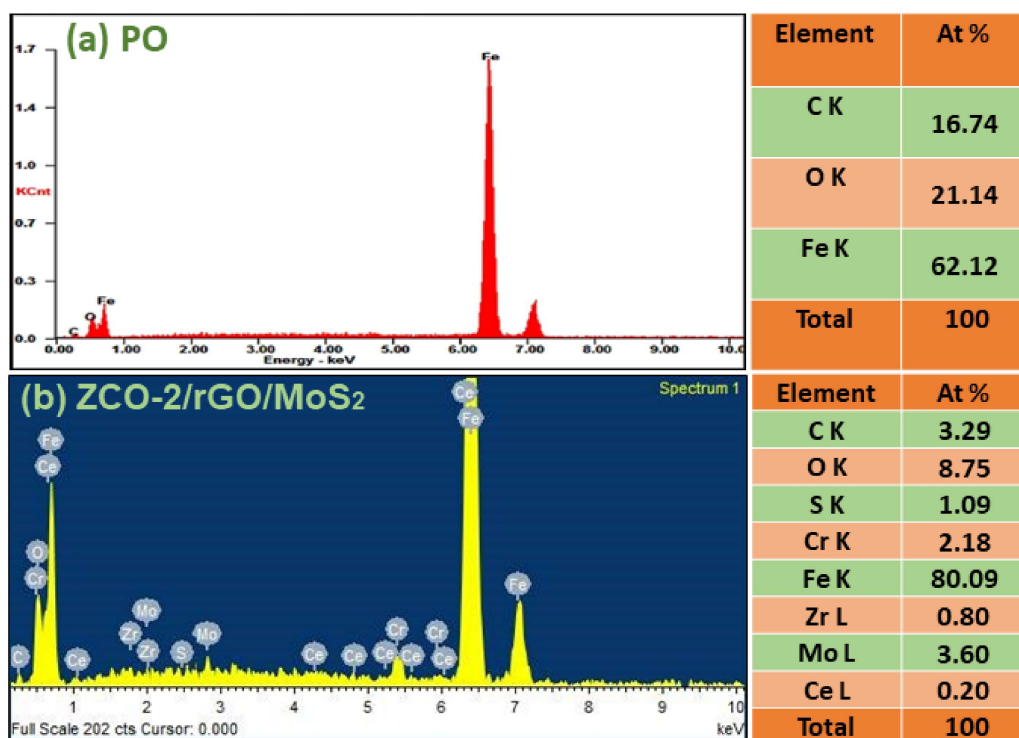 (a) PO
1.7
1.4
1.0
KCnt
0.7
0.3
0.0
C
O
Fe
Fe
0.00 1.00 2.00 3.00 4.00 5.00 6.00 7.00 8.00 9.00 10.0
Energy - keV
Element At %
C K 16.74
O K 21.14
Fe K 62.12
Total 100
(b) ZCO-2/rGO/MoS₂
Spectrum 1
Fe
Ce
O
Cr
C
Ce
Mo
Zr
Zr
S
Mo
Ce
Ce
Cr
Ce
Ce
Cr
Ce
Ce
Fe
Fe
1 2 3 4 5 6 7 8 9 10
Full Scale 202 cts Cursor: 0.000
keV
Element At %
C K 3.29
O K 8.75
S K 1.09
Cr K 2.18
Fe K 80.09
Zr L 0.80
Mo L 3.60
Ce L 0.20
Total 100